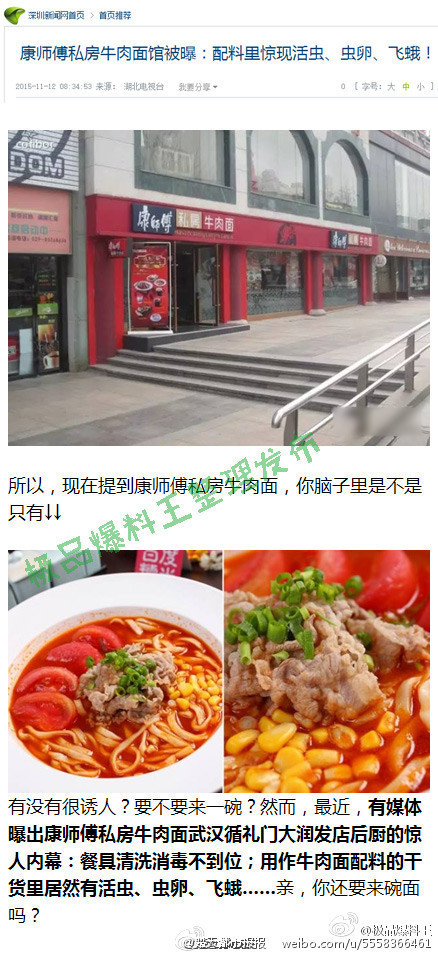 深圳新闻网首页 > 首页推荐
康师傅私房牛肉面馆被曝：配料里惊现活虫、虫卵、飞蛾！
2015-11-12 08:34:53 来源： 湖北电视台 我要分享 0 [ 字号： 大 中 小 ]
康师傅 私房 牛肉面
康师傅 私房 牛肉面
所以，现在提到康师傅私房牛肉面，你脑子里是不是
只有↓↓
极品爆料王整理发布
有没有很诱人？要不要来一碗？然而，最近，有媒体
曝出康师傅私房牛肉面武汉循礼门大润发店后厨的惊
人内幕：餐具清洗消毒不到位；用作牛肉面配料的干
货里居然有活虫、虫卵、飞蛾……亲，你还要来碗面
吗？
@极品爆料王
weibo.com/u/5558366461